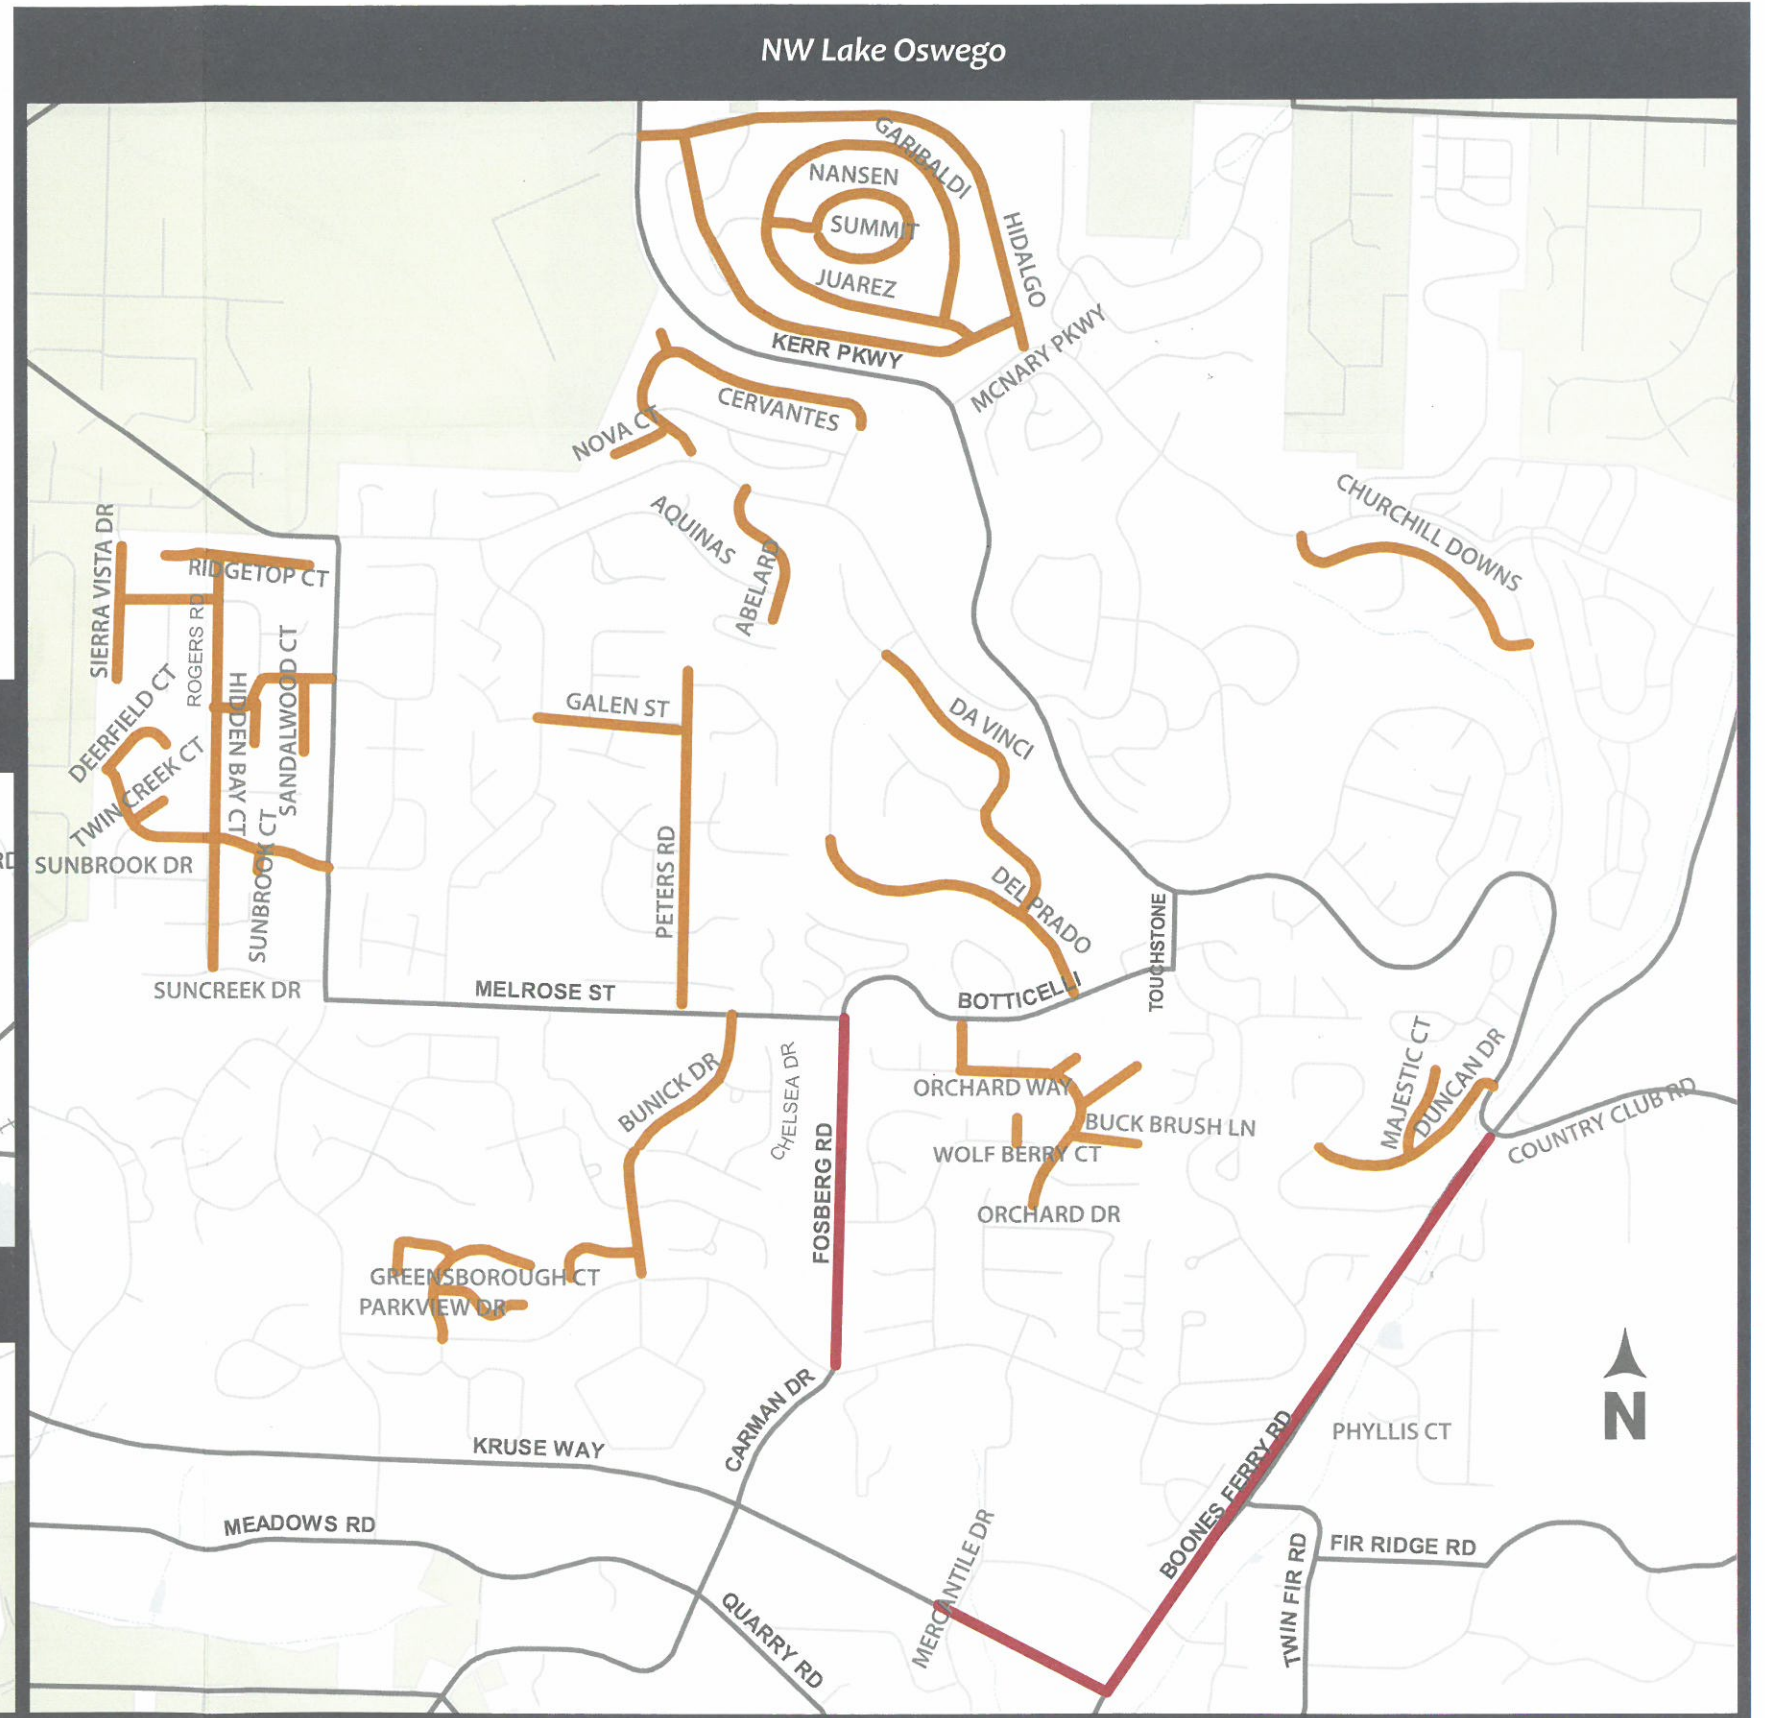 NW Lake Oswego
GARIBALDI
NANSEN
SUMMIT
JUAREZ
HIDALGO
KERR PKWY
MCNARY PKWY
CERVANTES
NOVA CT
AQUINAS
ABELARD
CHURCHILL DOWNS
SIERRA VISTA DR
RIDGETOP CT
ROGERS RD
SANDALWOOD CT
HIDDEN BAY CT
DEERFIELD CT
TWIN CREEK CT
SUNBROOK DR
SUNBROOK CT
SUNCREEK DR
GALEN ST
PETERS RD
DA VINCI
DEL PRADO
TOUCHSTONE
BOTTICELLI
MELROSE ST
BUNICK DR
CHELSEA DR
FOSBERG RD
ORCHARD WAY
BUCK BRUSH LN
WOLF BERRY CT
ORCHARD DR
MAJESTIC CT
DUNCAN DR
COUNTRY CLUB RD
GREENSBOROUGH CT
PARKVIEW DR
CARMAN DR
KRUSE WAY
MEADOWS RD
QUARRY RD
MERCANTILE DR
BOONES FERRY RD
PHYLLIS CT
TWIN FIR RD
FIR RIDGE RD
N